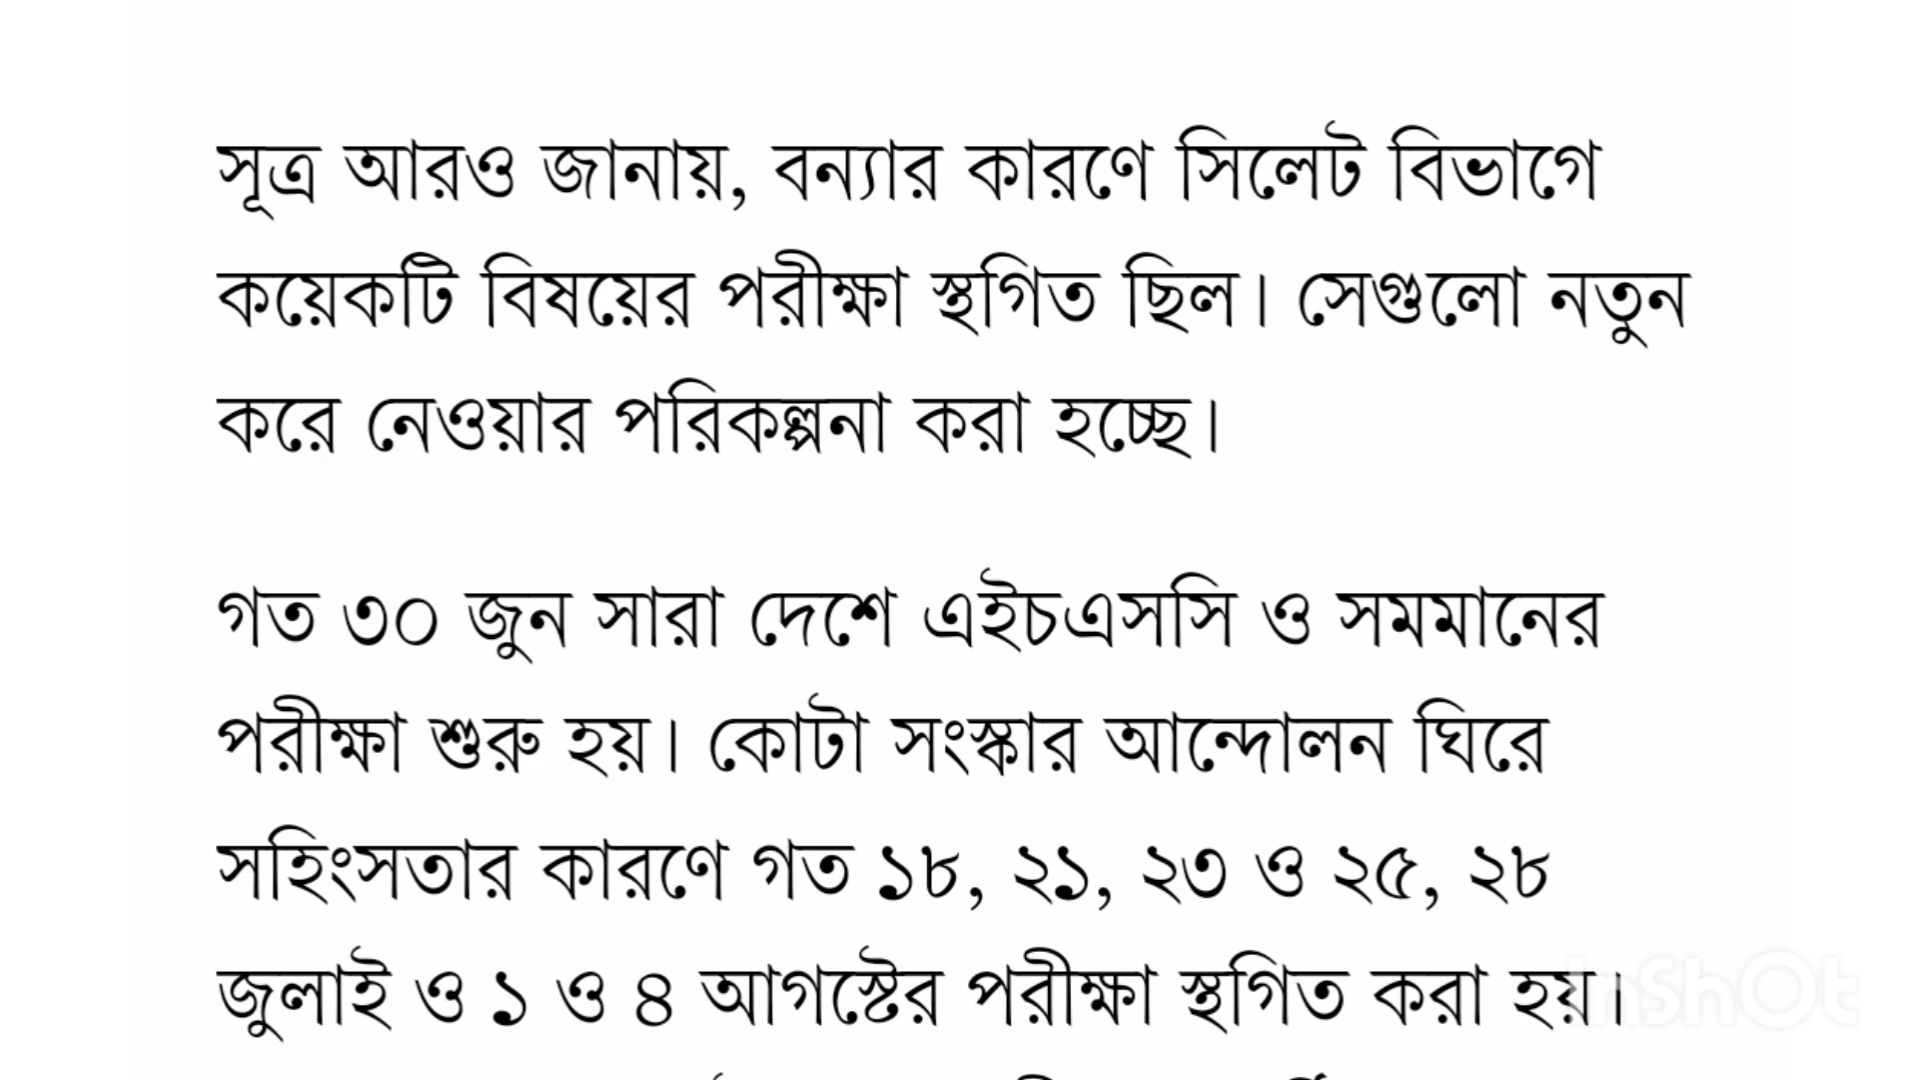 সূত্র আরও জানায়, বন্যার কারণে সিলেট বিভাগে
কয়েকটি বিষয়ের পরীক্ষা স্থগিত ছিল। সেগুলো নতুন
করে নেওয়ার পরিকল্পনা করা হচ্ছে।
গত ৩০ জুন সারা দেশে এইচএসসি ও সমমানের
পরীক্ষা শুরু হয়। কোটা সংস্কার আন্দোলন ঘিরে
সহিংসতার কারণে গত ১৮, ২১, ২৩ ও ২৫, ২৮
জুলাই ও ১ ও ৪ আগস্টের পরীক্ষা স্থগিত করা হয়।
InShOt